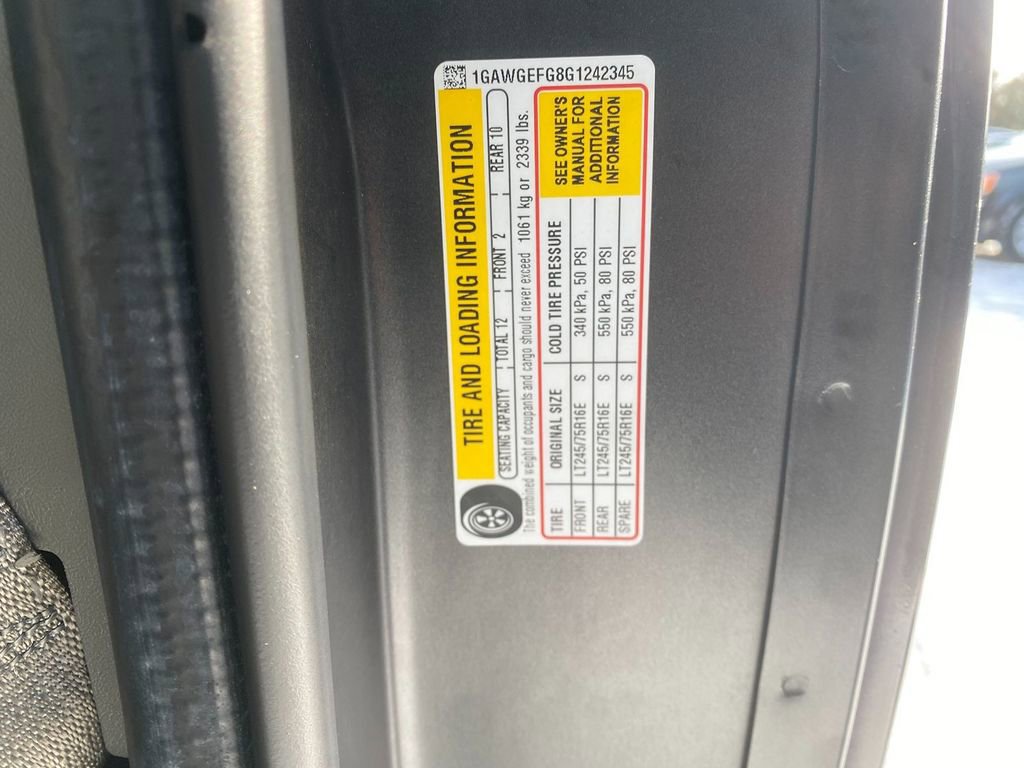 1GAWGEFG8G1242345
TIRE AND LOADING INFORMATION
SEATING CAPACITY TOTAL 12 FRONT 2 REAR 10
The combined weight of occupants and cargo should never exceed 1061 kg or 2339 lbs.
TIRE ORIGINAL SIZE COLD TIRE PRESSURE
FRONT LT245/75R16E S 340 kPa, 50 PSI
REAR LT245/75R16E S 550 kPa, 80 PSI
SPARE LT245/75R16E S 550 kPa, 80 PSI
SEE OWNER'S
MANUAL FOR
ADDITIONAL
INFORMATION